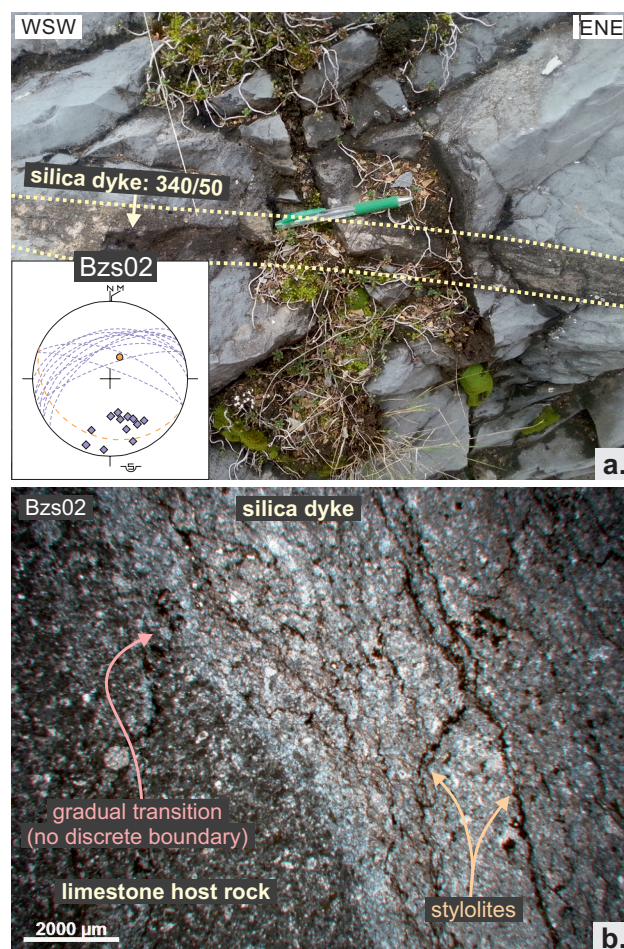 WSW
ENE
silica dyke: 340/50
Bzs02
N M
S
a.
Bzs02
silica dyke
gradual transition
(no discrete boundary)
limestone host rock
stylolites
2000 µm
b.